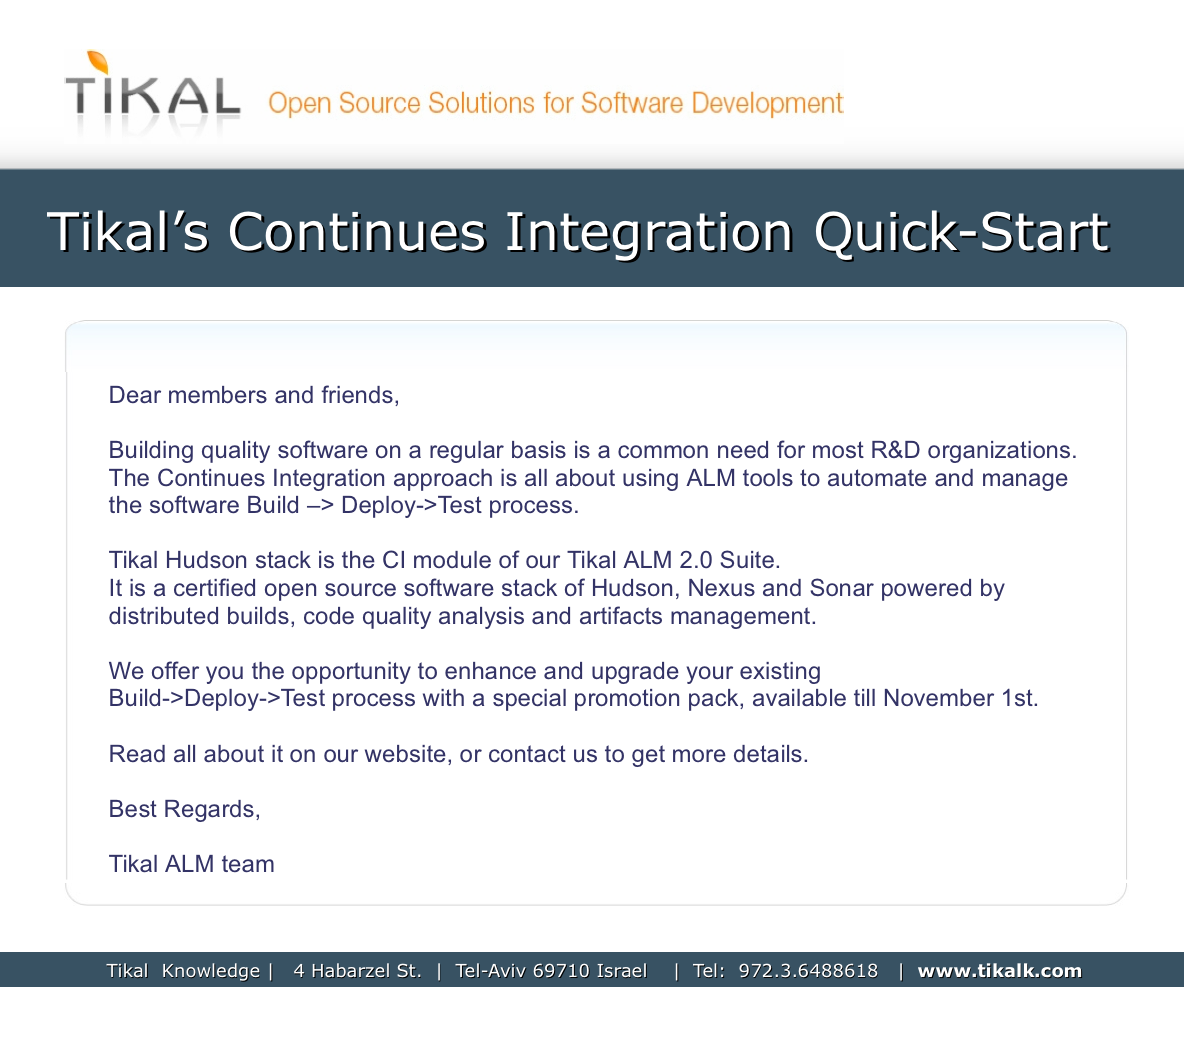 TIKAL Open Source Solutions for Software Development
Tikal’s Continues Integration Quick-Start
Dear members and friends,
Building quality software on a regular basis is a common need for most R&D organizations.
The Continues Integration approach is all about using ALM tools to automate and manage
the software Build –> Deploy->Test process.
Tikal Hudson stack is the CI module of our Tikal ALM 2.0 Suite.
It is a certified open source software stack of Hudson, Nexus and Sonar powered by
distributed builds, code quality analysis and artifacts management.
We offer you the opportunity to enhance and upgrade your existing
Build->Deploy->Test process with a special promotion pack, available till November 1st.
Read all about it on our website, or contact us to get more details.
Best Regards,
Tikal ALM team
Tikal Knowledge | 4 Habarzel St. | Tel-Aviv 69710 Israel | Tel: 972.3.6488618 | www.tikalk.com